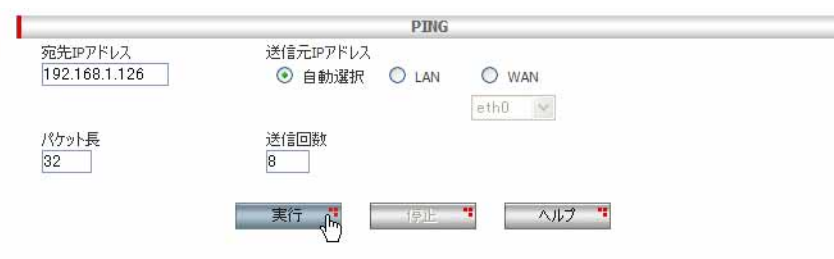 PING
宛先IPアドレス 送信元IPアドレス
192.168.1.126 自動選択 LAN WAN
eth0
パケット長 送信回数
32 8
実行 停止 ヘルプ